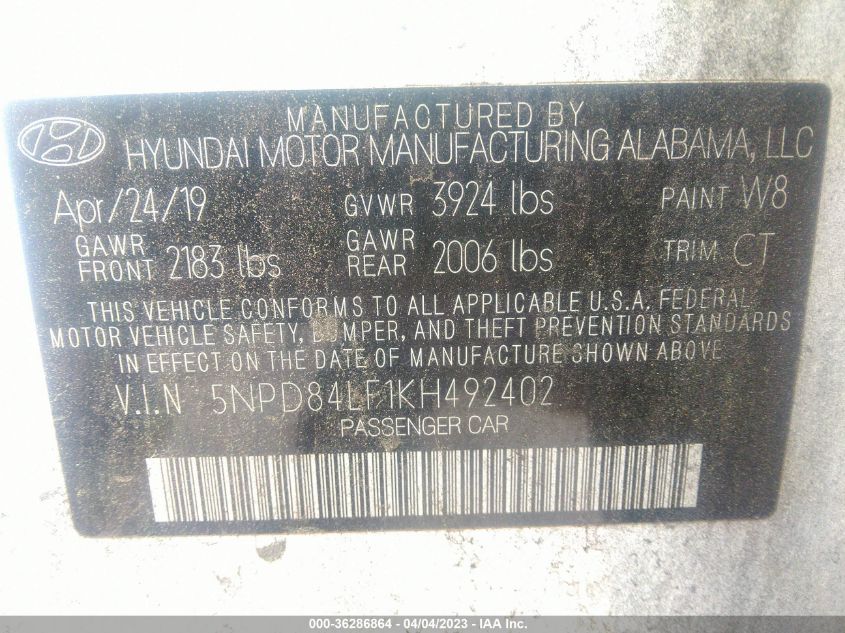 MANUFACTURED BY
HYUNDAI MOTOR MANUFACTURING ALABAMA, LLC
Apr/24/19 GVWR 3924 lbs PAINT W8
GAWR FRONT 2183 lbs GAWR REAR 2006 lbs TRIM CT
THIS VEHICLE CONFORMS TO ALL APPLICABLE U.S.A. FEDERAL
MOTOR VEHICLE SAFETY, BUMPER, AND THEFT PREVENTION STANDARDS
IN EFFECT ON THE DATE OF MANUFACTURE SHOWN ABOVE
V.I.N 5NPD84LF1KH492402
PASSENGER CAR
000-36286864 - 04/04/2023 - IAA, Inc.